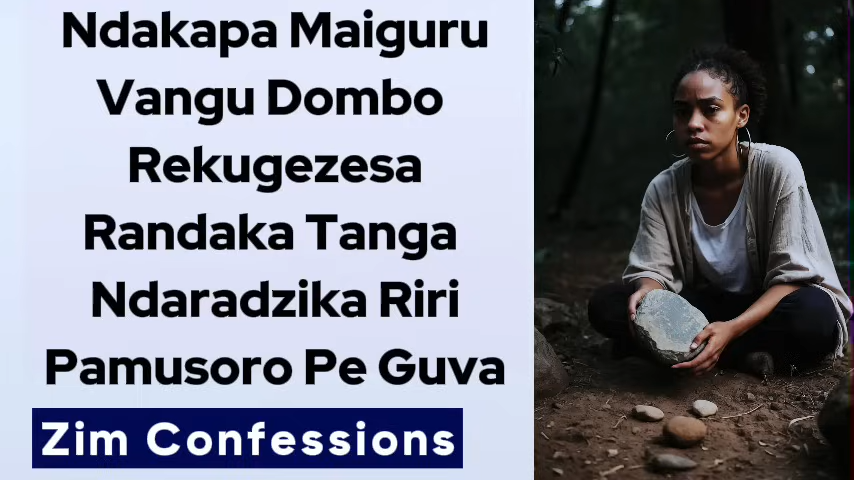 Ndakapa Maiguru
Vangu Dombo
Rekugezesa
Randaka Tanga
Ndaradzika Riri
Pamusoro Pe Guva
Zim Confessions